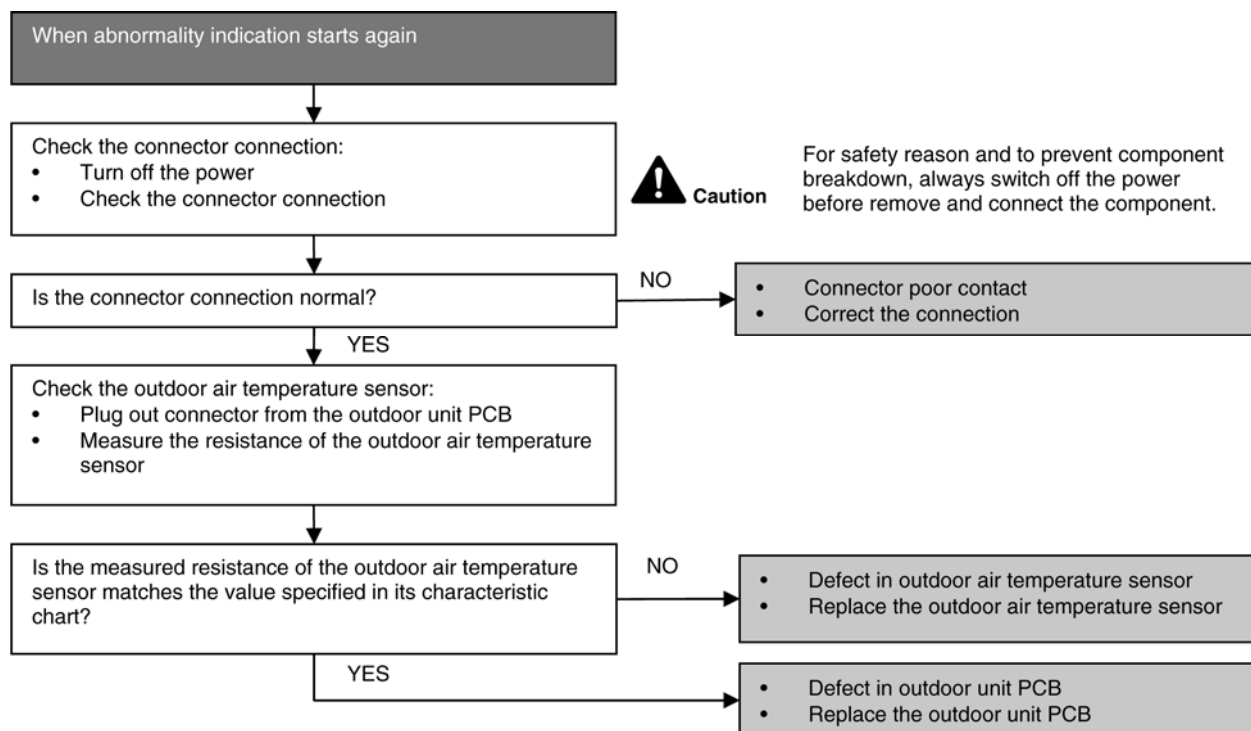 When abnormality indication starts again
Check the connector connection:
• Turn off the power
• Check the connector connection
Caution
For safety reason and to prevent component
breakdown, always switch off the power
before remove and connect the component.
Is the connector connection normal?
NO
• Connector poor contact
• Correct the connection
YES
Check the outdoor air temperature sensor:
• Plug out connector from the outdoor unit PCB
• Measure the resistance of the outdoor air temperature
sensor
Is the measured resistance of the outdoor air temperature
sensor matches the value specified in its characteristic
chart?
NO
• Defect in outdoor air temperature sensor
• Replace the outdoor air temperature sensor
YES
• Defect in outdoor unit PCB
• Replace the outdoor unit PCB